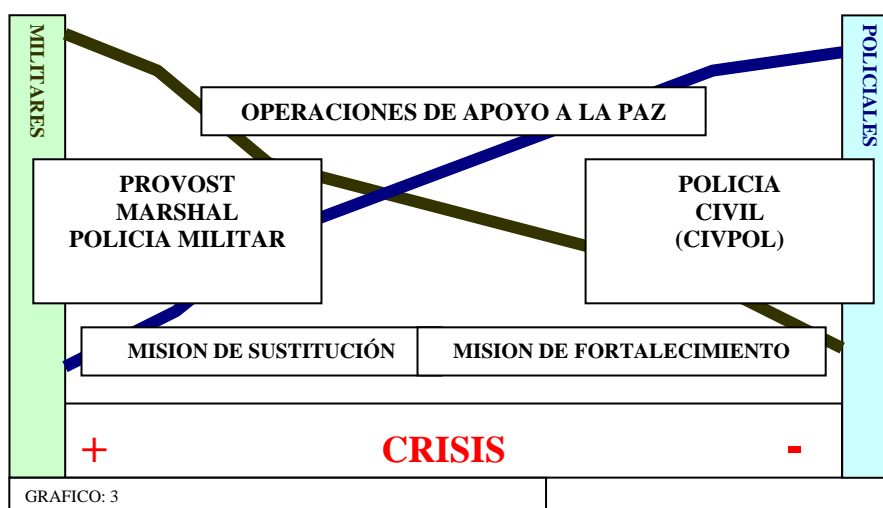 MILITARES
POLICIALES
OPERACIONES DE APOYO A LA PAZ
PROVOST
MARSHAL
POLICIA MILITAR
POLICIA
CIVIL
(CIVPOL)
MISION DE SUSTITUCIÓN
MISION DE FORTALECIMIENTO
+ CRISIS -
GRAFICO: 3